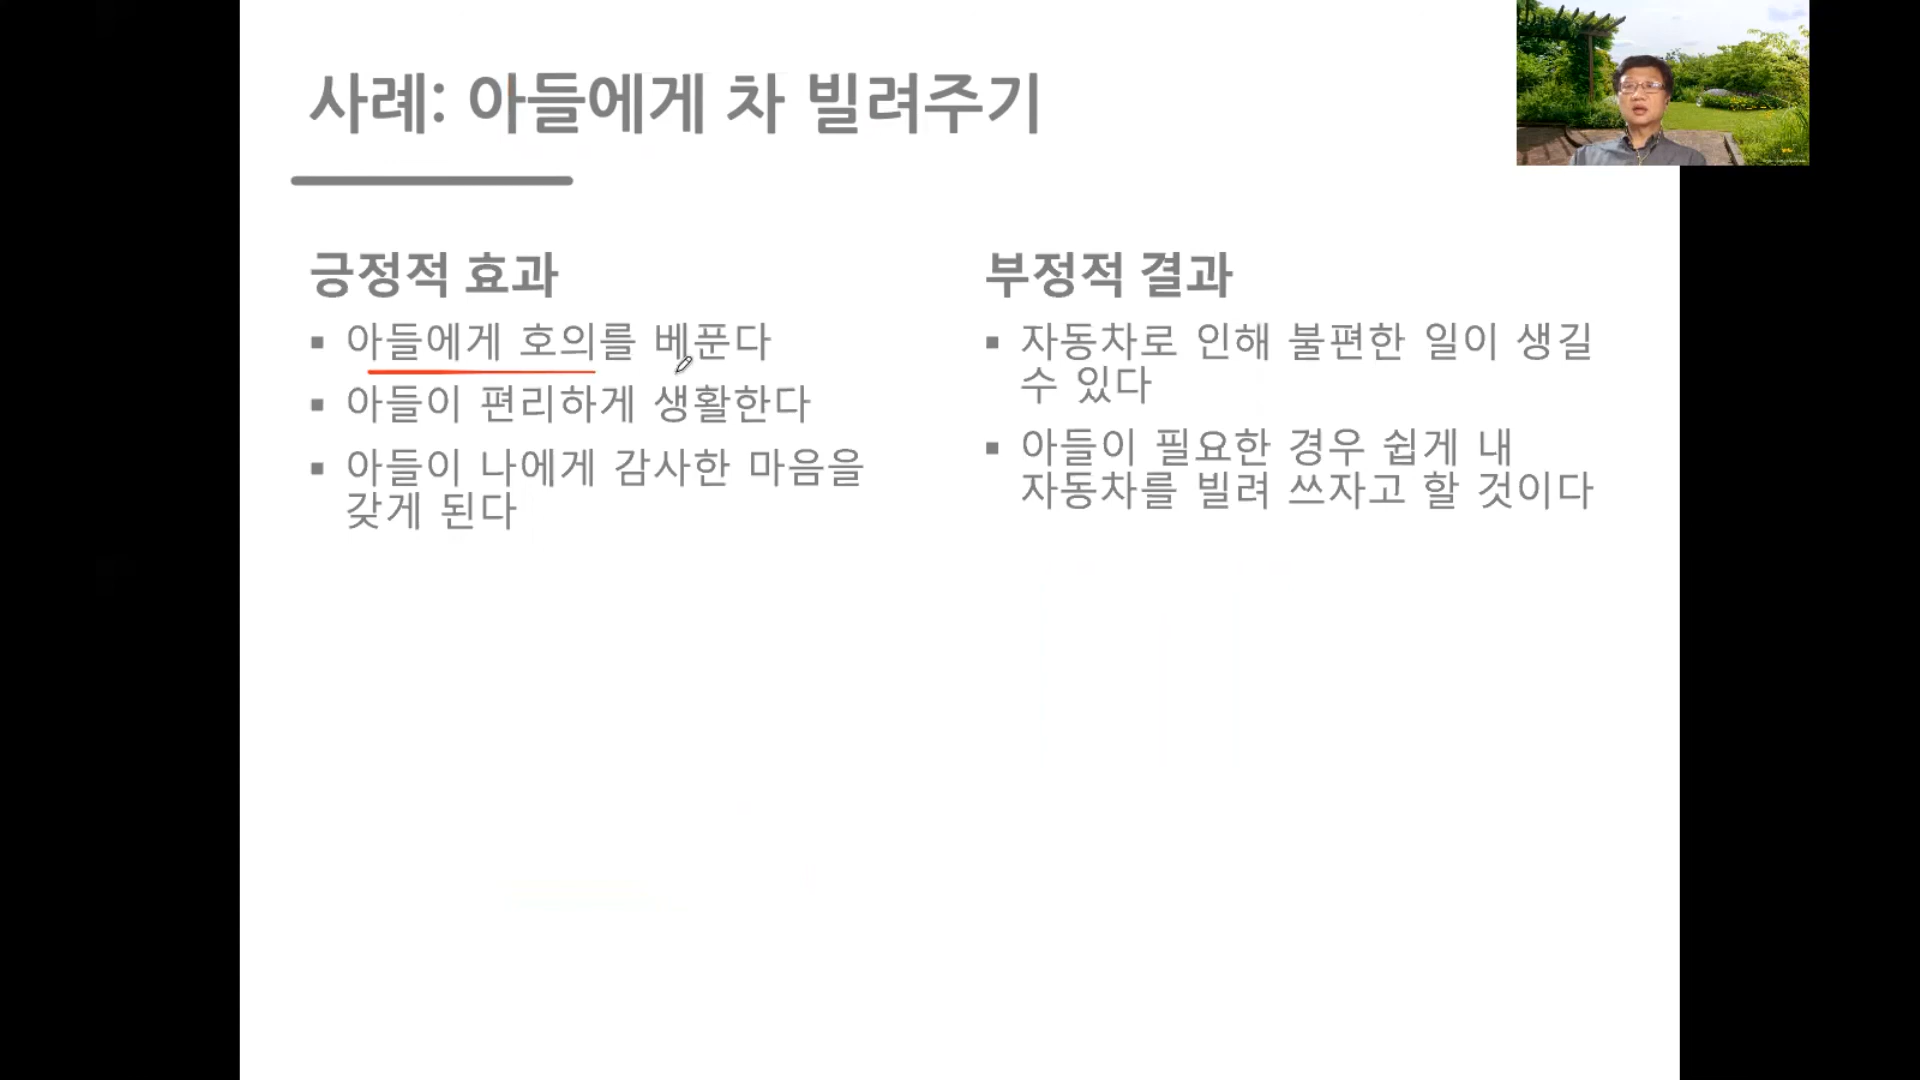 사례: 아들에게 차 빌려주기
긍정적 효과
▪ 아들에게 호의를 베푼다
▪ 아들이 편리하게 생활한다
▪ 아들이 나에게 감사한 마음을
갖게 된다
부정적 결과
▪ 자동차로 인해 불편한 일이 생길
수 있다
▪ 아들이 필요한 경우 쉽게 내
자동차를 빌려 쓰자고 할 것이다